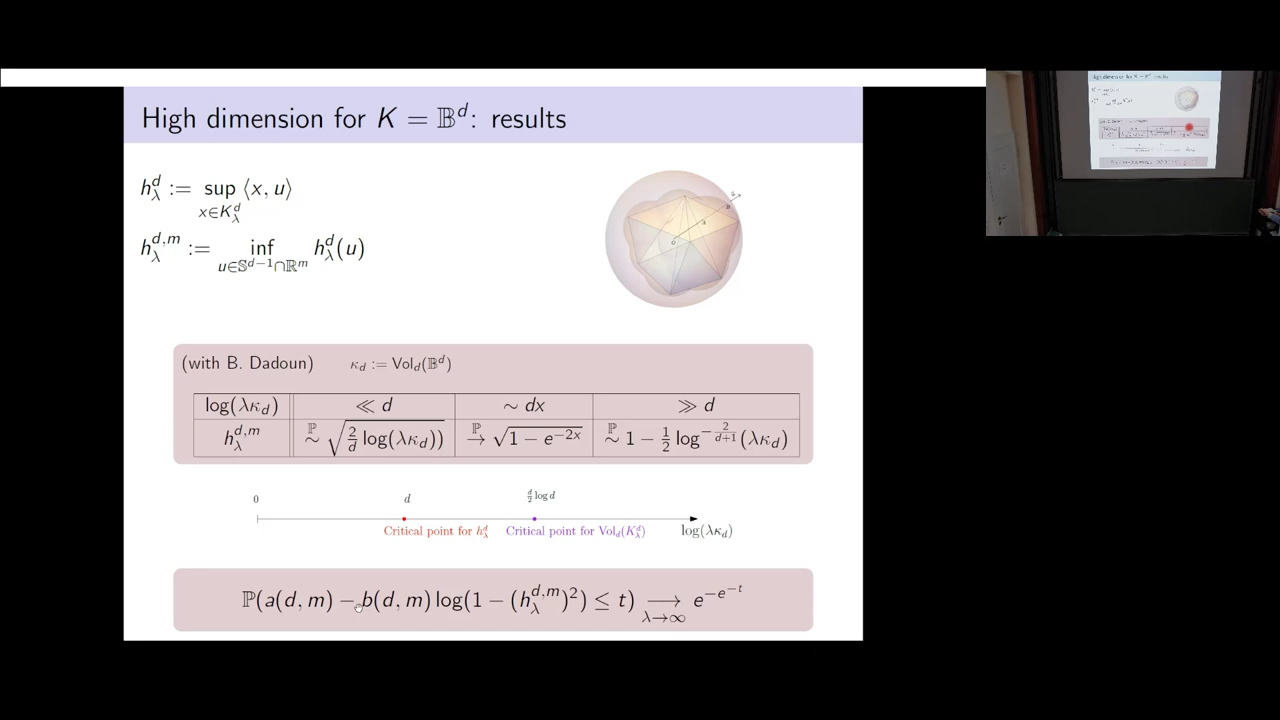 High dimension for K = 𝔹^d: results
h_λ^d := sup_{x∈K_λ^d} ⟨x, u⟩
h_λ^{d,m} := inf_{u∈𝕊^{d−1}∩ℝ^m} h_λ^d(u)
(with B. Dadoun) κ_d := Vol_d(𝔹^d)
log(λκ_d) ≪ d ∼ dx ≫ d
h_λ^{d,m} ∼^ℙ √(2/d log(λκ_d)) →^ℙ √(1 − e^{−2x}) ∼^ℙ 1 − 1/2 log^{−2/(d+1)}(λκ_d)
0 d d/2 log d
Critical point for h_λ^d Critical point for Vol_d(K_λ^d) log(λκ_d)
ℙ(a(d, m) − b(d, m) log(1 − (h_λ^{d,m})^2) ≤ t) ⟶_{λ→∞} e^{−e^{−t}}